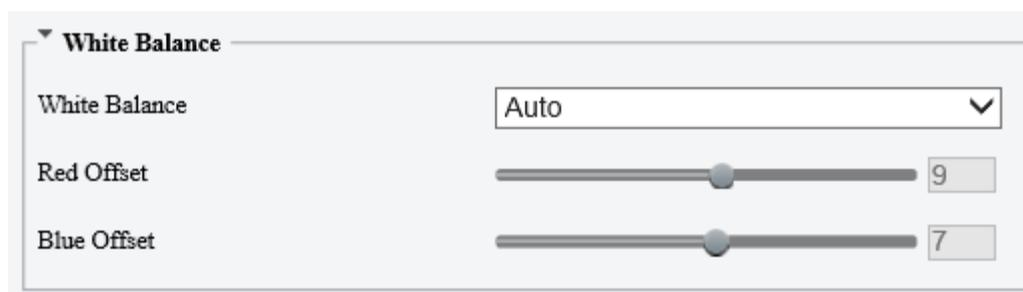 White Balance
White Balance Auto
Red Offset 9
Blue Offset 7